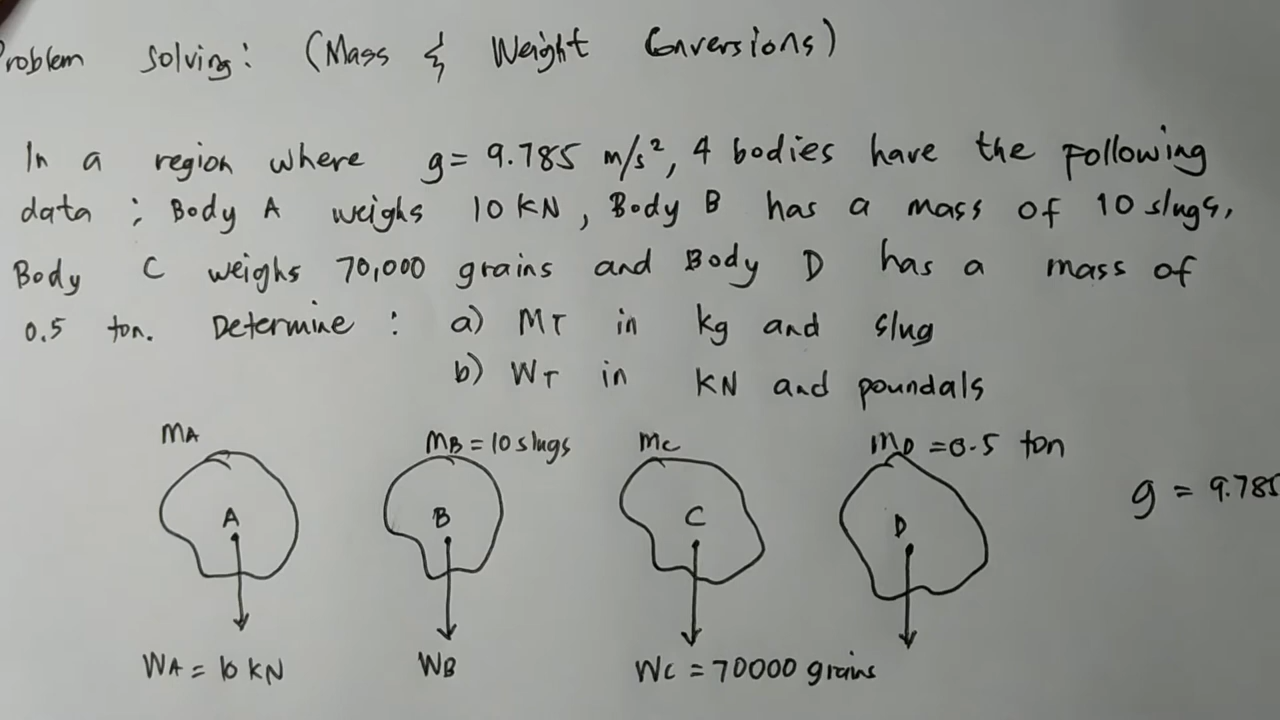 Problem Solving: (Mass & Weight Conversions)
In a region where g= 9.785 m/s², 4 bodies have the following
data ; Body A weighs 10 KN, Body B has a mass of 10 slugs,
Body C weighs 70,000 grains and Body D has a mass of
0.5 ton. Determine : a) MT in kg and slug
b) WT in KN and poundals
MA MB = 10 slugs MC MD = 0.5 ton
g = 9.785
A B C D
WA = 10 KN WB WC = 70000 grains